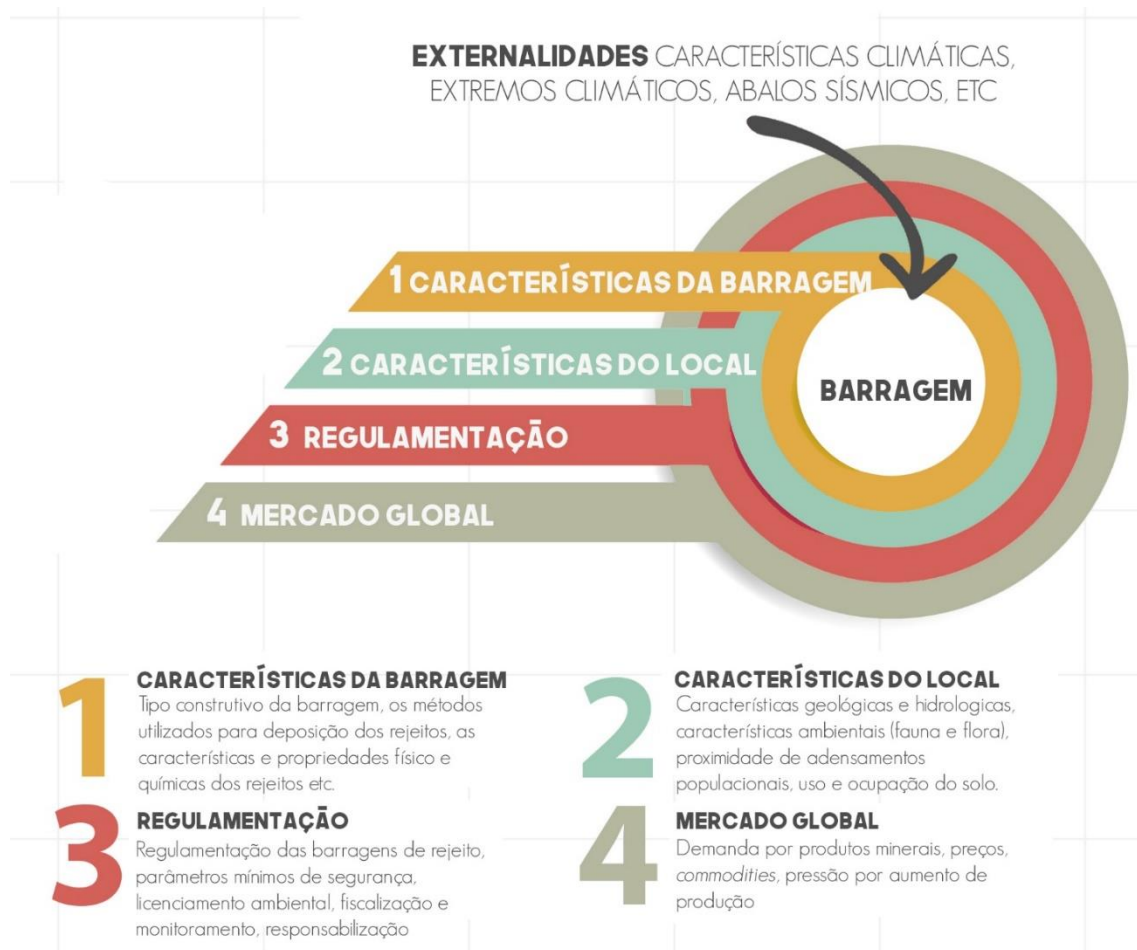 EXTERNALIDADES CARACTERÍSTICAS CLIMÁTICAS,
EXTREMOS CLIMÁTICOS, ABALOS SÍSMICOS, ETC
1 CARACTERÍSTICAS DA BARRAGEM
2 CARACTERÍSTICAS DO LOCAL
3 REGULAMENTAÇÃO
4 MERCADO GLOBAL
BARRAGEM
1
CARACTERÍSTICAS DA BARRAGEM
Tipo construtivo da barragem, os métodos
utilizados para deposição dos rejeitos, as
características e propriedades físico e
químicas dos rejeitos etc.
2
CARACTERÍSTICAS DO LOCAL
Características geológicas e hidrologicas,
características ambientais (fauna e flora),
proximidade de adensamentos
populacionais, uso e ocupação do solo.
3
REGULAMENTAÇÃO
Regulamentação das barragens de rejeito,
parâmetros mínimos de segurança,
licenciamento ambiental, fiscalização e
monitoramento, responsabilização
4
MERCADO GLOBAL
Demanda por produtos minerais, preços,
commodities, pressão por aumento de
produção